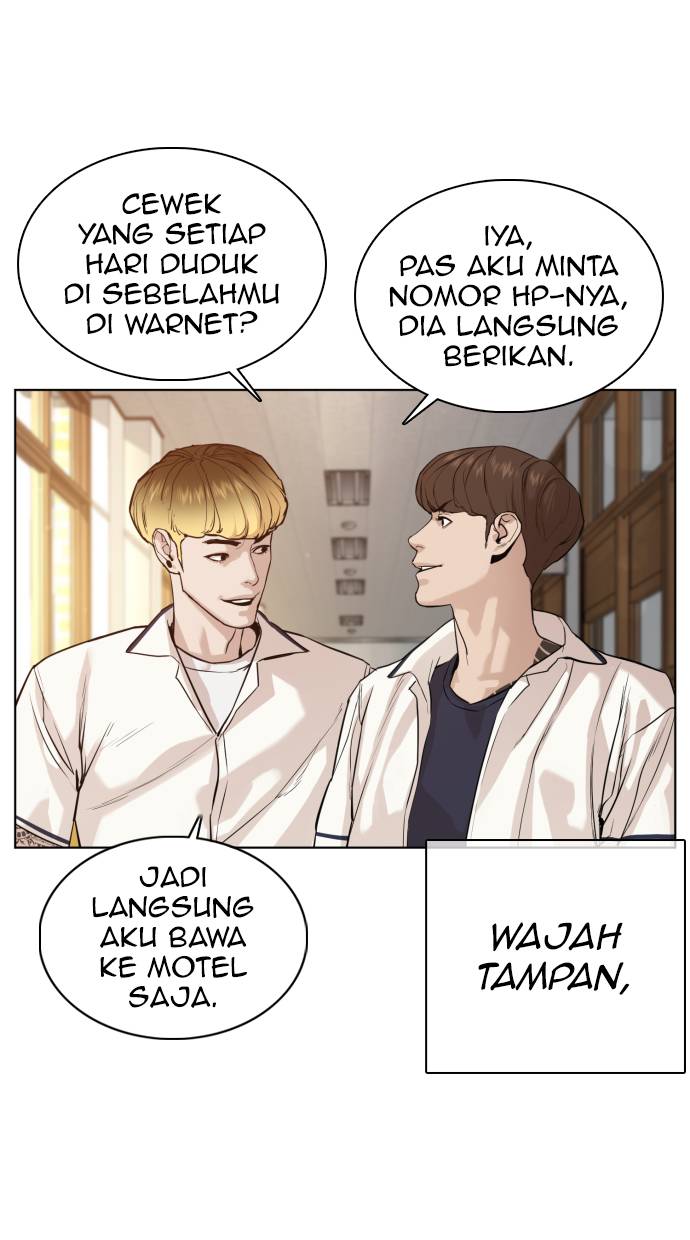 CEWEK
YANG SETIAP
HARI DUDUK
DI SEBELAHMU
DI WARNET?
IYA,
PAS AKU MINTA
NOMOR HP-NYA,
DIA LANGSUNG
BERIKAN.
JADI
LANGSUNG
AKU BAWA
KE MOTEL
SAJA.
WAJAH
TAMPAN,